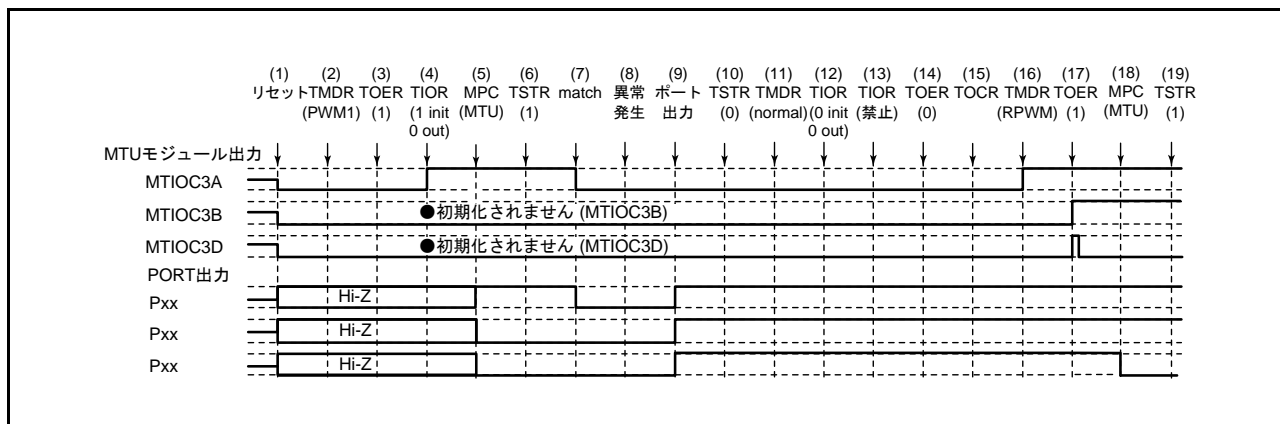 (1) (2) (3) (4) (5) (6) (7) (8) (9) (10) (11) (12) (13) (14) (15) (16) (17) (18) (19)
リセット TMDR TOER TIOR MPC TSTR match 異常 ポート TSTR TMDR TIOR TIOR TOER TOCR TMDR TOER MPC TSTR
(PWM1) (1) (1 init (MTU) (1) 発生 出力 (0) (normal) (0 init (禁止) (0) (RPWM) (1) (MTU) (1)
0 out) 0 out)
MTUモジュール出力
MTIOC3A
MTIOC3B ●初期化されません (MTIOC3B)
MTIOC3D ●初期化されません (MTIOC3D)
PORT出力
Pxx Hi-Z
Pxx Hi-Z
Pxx Hi-Z